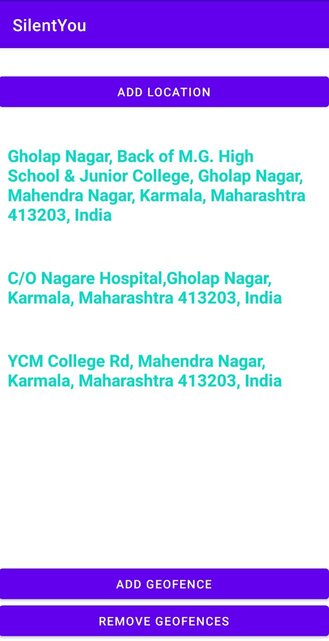 SilentYou
ADD LOCATION
Gholap Nagar, Back of M.G. High
School & Junior College, Gholap Nagar,
Mahendra Nagar, Karmala, Maharashtra
413203, India
C/O Nagare Hospital,Gholap Nagar,
Karmala, Maharashtra 413203, India
YCM College Rd, Mahendra Nagar,
Karmala, Maharashtra 413203, India
ADD GEOFENCE
REMOVE GEOFENCES